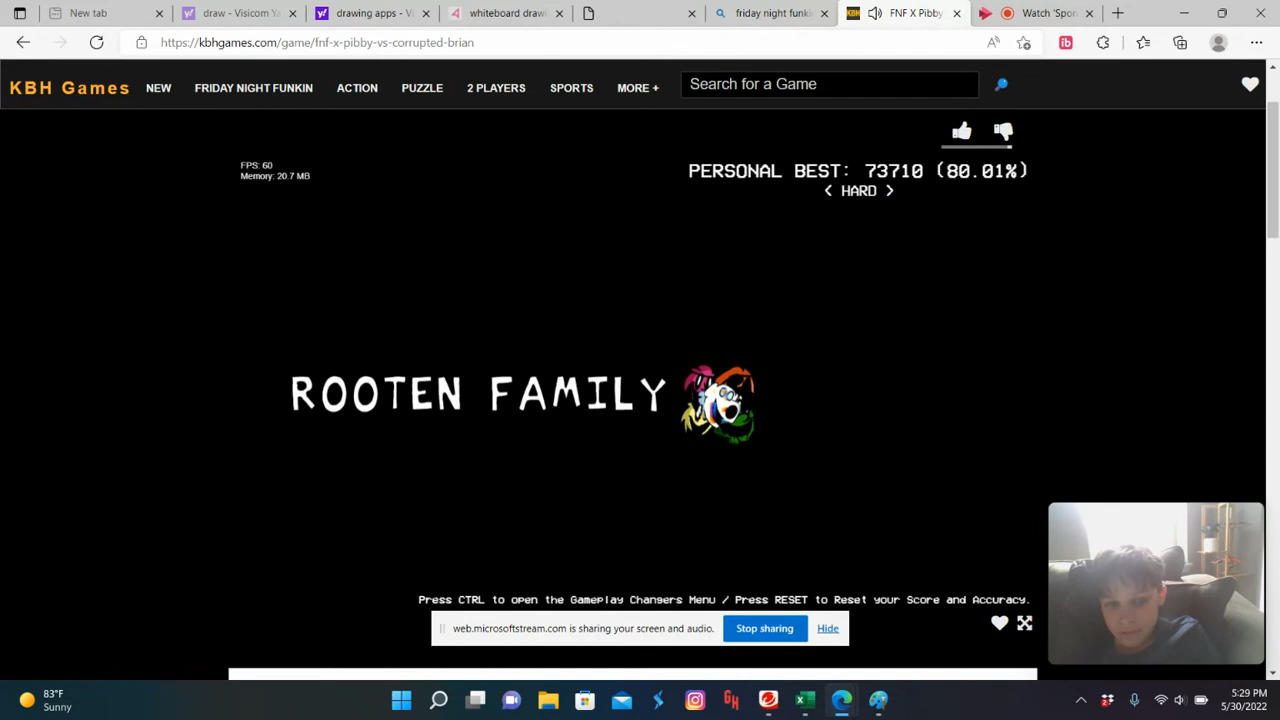 New tab
draw - Visicom Ya
drawing apps - Vi
whiteboard drawi
friday night funki
FNF X Pibby
Watch 'Spor
https://kbhgames.com/game/fnf-x-pibby-vs-corrupted-brian
KBH Games
NEW
FRIDAY NIGHT FUNKIN
ACTION
PUZZLE
2 PLAYERS
SPORTS
MORE +
Search for a Game
FPS: 60
Memory: 20.7 MB
PERSONAL BEST: 73710 (80.01%)
< HARD >
ROOTEN FAMILY
Press CTRL to open the Gameplay Changers Menu / Press RESET to Reset your Score and Accuracy.
web.microsoftstream.com is sharing your screen and audio.
Stop sharing
Hide
83°F
Sunny
5:29 PM
5/30/2022